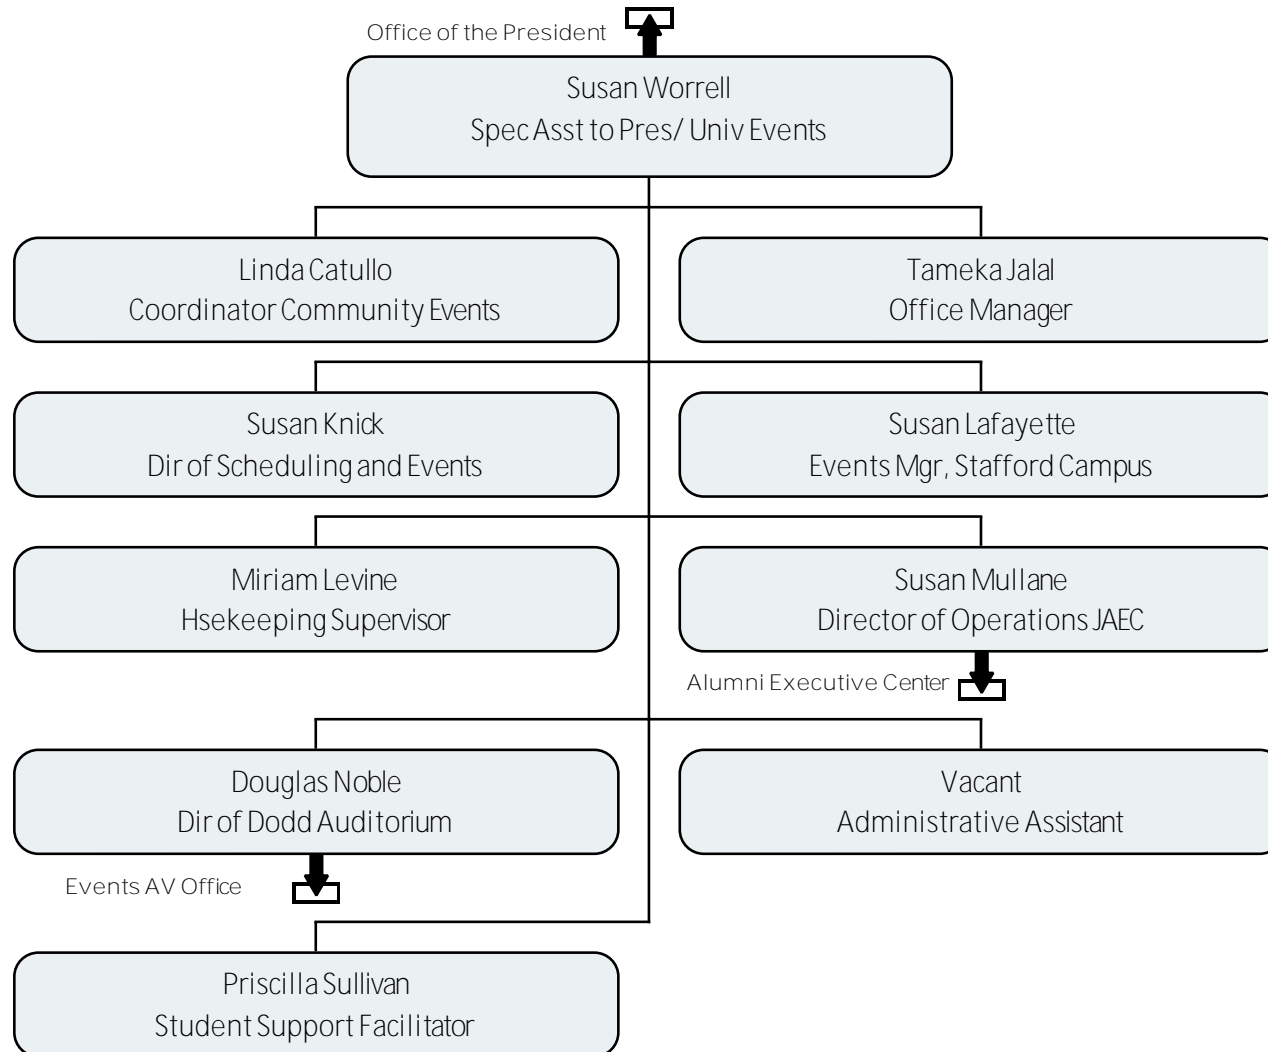 Office of the President
Susan Worrell
Spec Asst to Pres/ Univ Events
Linda Catullo
Coordinator Community Events
Tameka Jalal
Office Manager
Susan Knick
Dir of Scheduling and Events
Susan Lafayette
Events Mgr, Stafford Campus
Miriam Levine
Hsekeeping Supervisor
Susan Mullane
Director of Operations JAEC
Alumni Executive Center
Douglas Noble
Dir of Dodd Auditorium
Vacant
Administrative Assistant
Events AV Office
Priscilla Sullivan
Student Support Facilitator